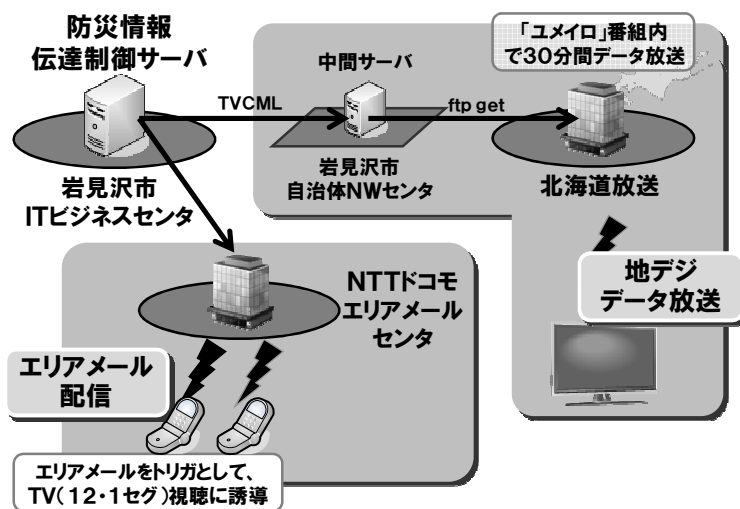 防災情報
伝達制御サーバ
岩見沢市
ITビジネスセンタ
TVCML
中間サーバ
岩見沢市
自治体NWセンタ
ftp get
「ユメイロ」番組内
で30分間データ放送
北海道放送
地デジ
データ放送
NTTドコモ
エリアメール
センタ
エリアメール
配信
エリアメールをトリガとして、
TV(12・1セグ)視聴に誘導